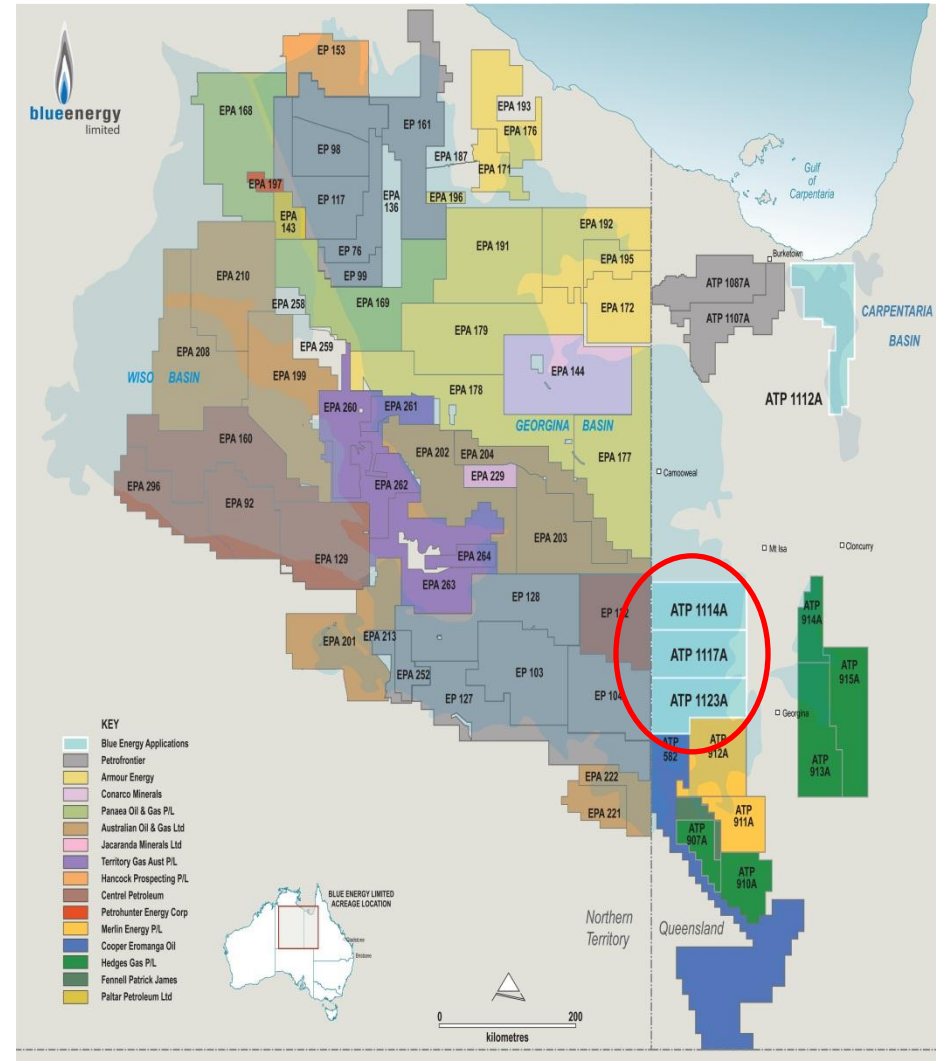 blueenergy
limited
EP 153
EPA 168
EP 161
EPA 193
EPA 176
EP 98
EPA 187
EPA 171
EPA 197
EP 117
EPA
136
EPA 196
EPA
143
Gulf
of
Carpentaria
EPA 192
EPA 191
EP 76
EPA 195
Burketown
EPA 210
EP 99
ATP 1087A
EPA 258
EPA 169
EPA 172
ATP 1107A
CARPENTARIA
BASIN
EPA 179
EPA 259
EPA 208
EPA 144
WISO BASIN
EPA 199
EPA 178
ATP 1112A
EPA 260
EPA 261
GEORGINA BASIN
EPA 160
EPA 202
EPA 204
EPA 177
Camooweal
EPA 229
EPA 296
EPA 262
EPA 92
EPA 203
Mt Isa
Cloncurry
EPA 129
EPA 264
EPA 263
EP 128
ATP 1114A
ATP
914A
EPA 201
EPA 213
ATP 1117A
ATP
915A
EPA 252
EP 103
EP 127
EP 104
ATP 1123A
Georgina
ATP
582
ATP
912A
ATP
913A
EPA 222
EPA 221
ATP
911A
ATP
907A
ATP
910A
KEY
Blue Energy Applications
Petrofrontier
Armour Energy
Conarco Minerals
Panaea Oil & Gas P/L
Australian Oil & Gas Ltd
Jacaranda Minerals Ltd
Territory Gas Aust P/L
Hancock Prospecting P/L
Centrel Petroleum
Petrohunter Energy Corp
Merlin Energy P/L
Cooper Eromanga Oil
Hedges Gas P/L
Fennell Patrick James
Paltar Petroleum Ltd
BLUE ENERGY LIMITED
ACREAGE LOCATION
Gladstone
Brisbane
Northern
Territory
Queensland
0
200
kilometres